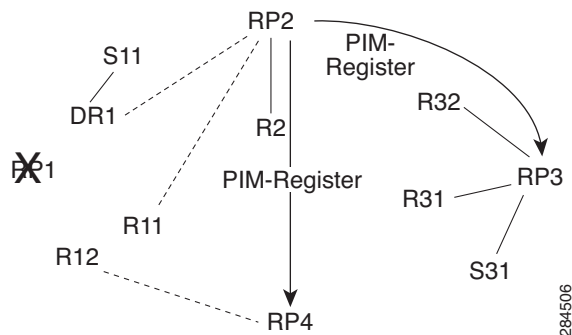 RP2
PIM-
Register
S11
DR1
R32
R2
RP1
PIM-Register
RP3
R31
R11
R12
S31
RP4
284506